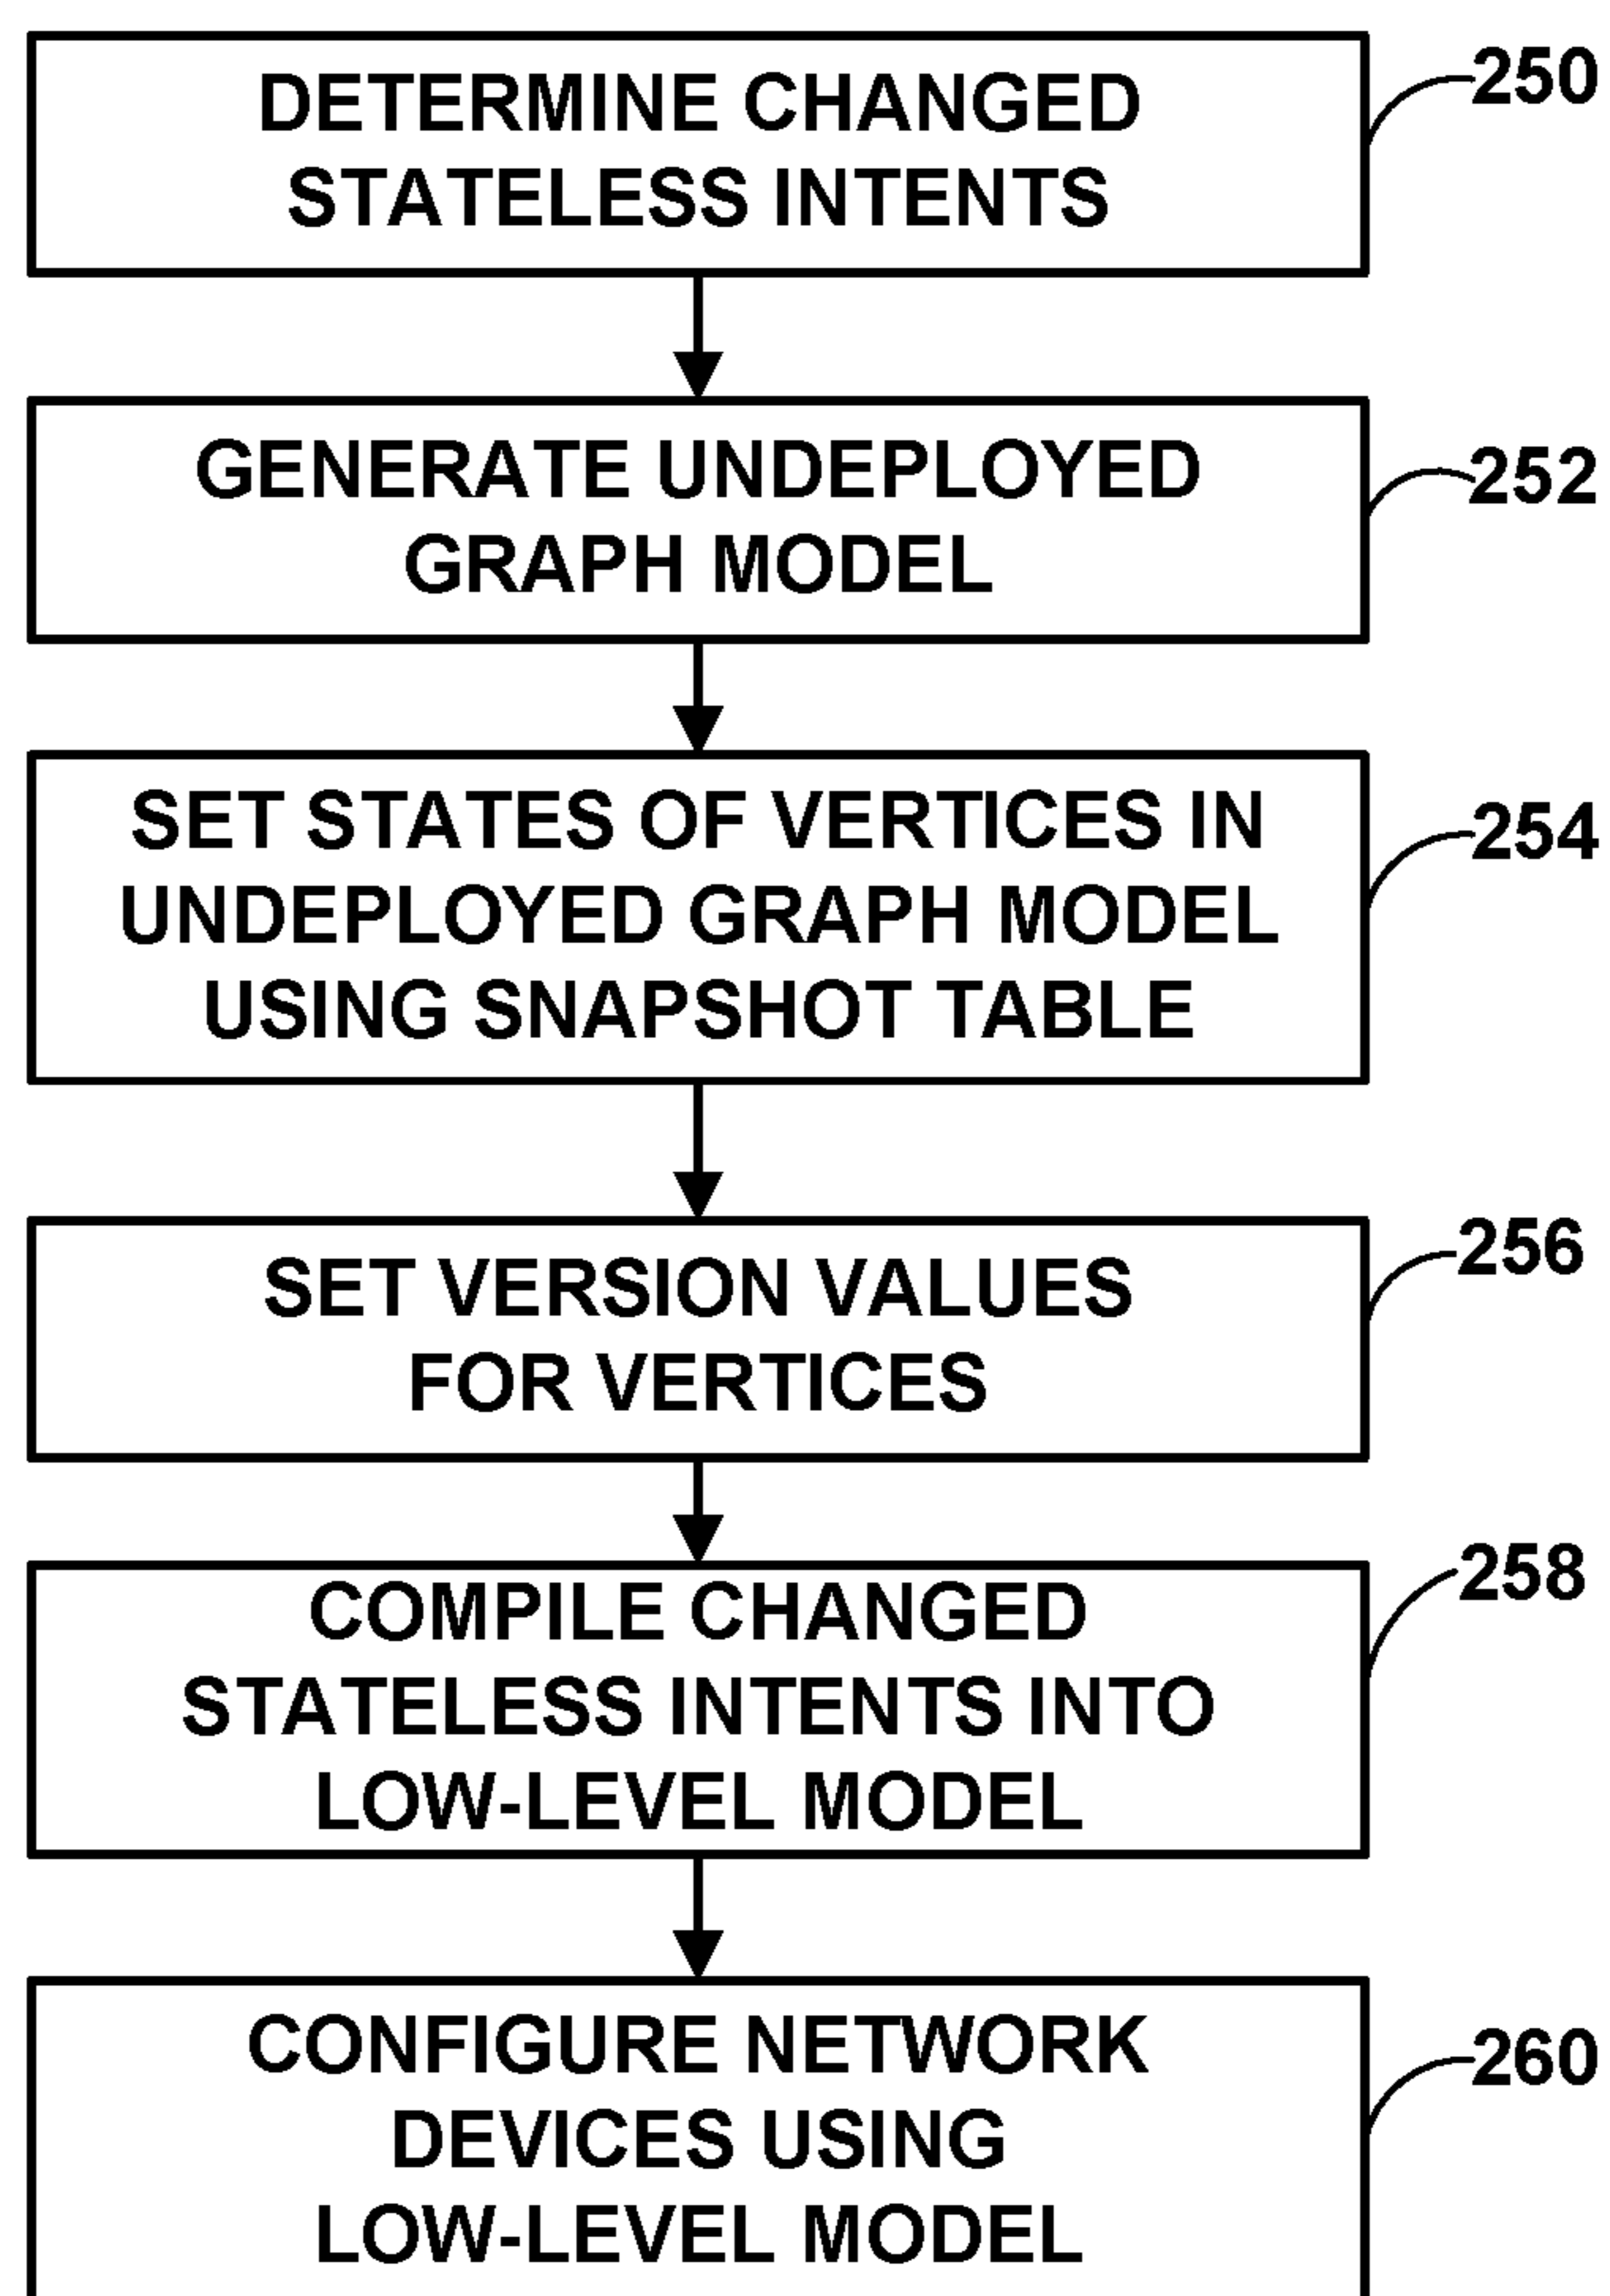 DETERMINE CHANGED
STATELESS INTENTS
250
GENERATE UNDEPLOYED
GRAPH MODEL
252
SET STATES OF VERTICES IN
UNDEPLOYED GRAPH MODEL
USING SNAPSHOT TABLE
254
SET VERSION VALUES
FOR VERTICES
256
COMPILE CHANGED
STATELESS INTENTS INTO
LOW-LEVEL MODEL
258
CONFIGURE NETWORK
DEVICES USING
LOW-LEVEL MODEL
260